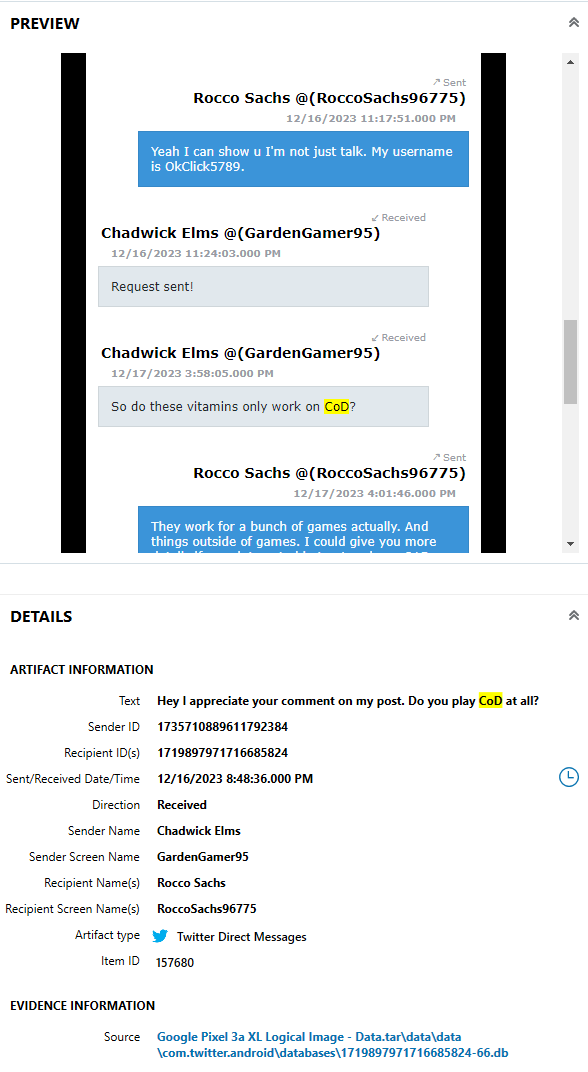 PREVIEW
Sent
Rocco Sachs @(RoccoSachs96775)
12/16/2023 11:17:51.000 PM
Yeah I can show u I'm not just talk. My username
is OkClick5789.
Received
Chadwick Elms @(GardenGamer95)
12/16/2023 11:24:03.000 PM
Request sent!
Received
Chadwick Elms @(GardenGamer95)
12/17/2023 3:58:05.000 PM
So do these vitamins only work on CoD?
Sent
Rocco Sachs @(RoccoSachs96775)
12/17/2023 4:01:46.000 PM
They work for a bunch of games actually. And
things outside of games. I could give you more
DETAILS
ARTIFACT INFORMATION
Text Hey I appreciate your comment on my post. Do you play CoD at all?
Sender ID 1735710889611792384
Recipient ID(s) 1719897971716685824
Sent/Received Date/Time 12/16/2023 8:48:36.000 PM
Direction Received
Sender Name Chadwick Elms
Sender Screen Name GardenGamer95
Recipient Name(s) Rocco Sachs
Recipient Screen Name(s) RoccoSachs96775
Artifact type Twitter Direct Messages
Item ID 157680
EVIDENCE INFORMATION
Source Google Pixel 3a XL Logical Image - Data.tar\data\data
\com.twitter.android\databases\1719897971716685824-66.db